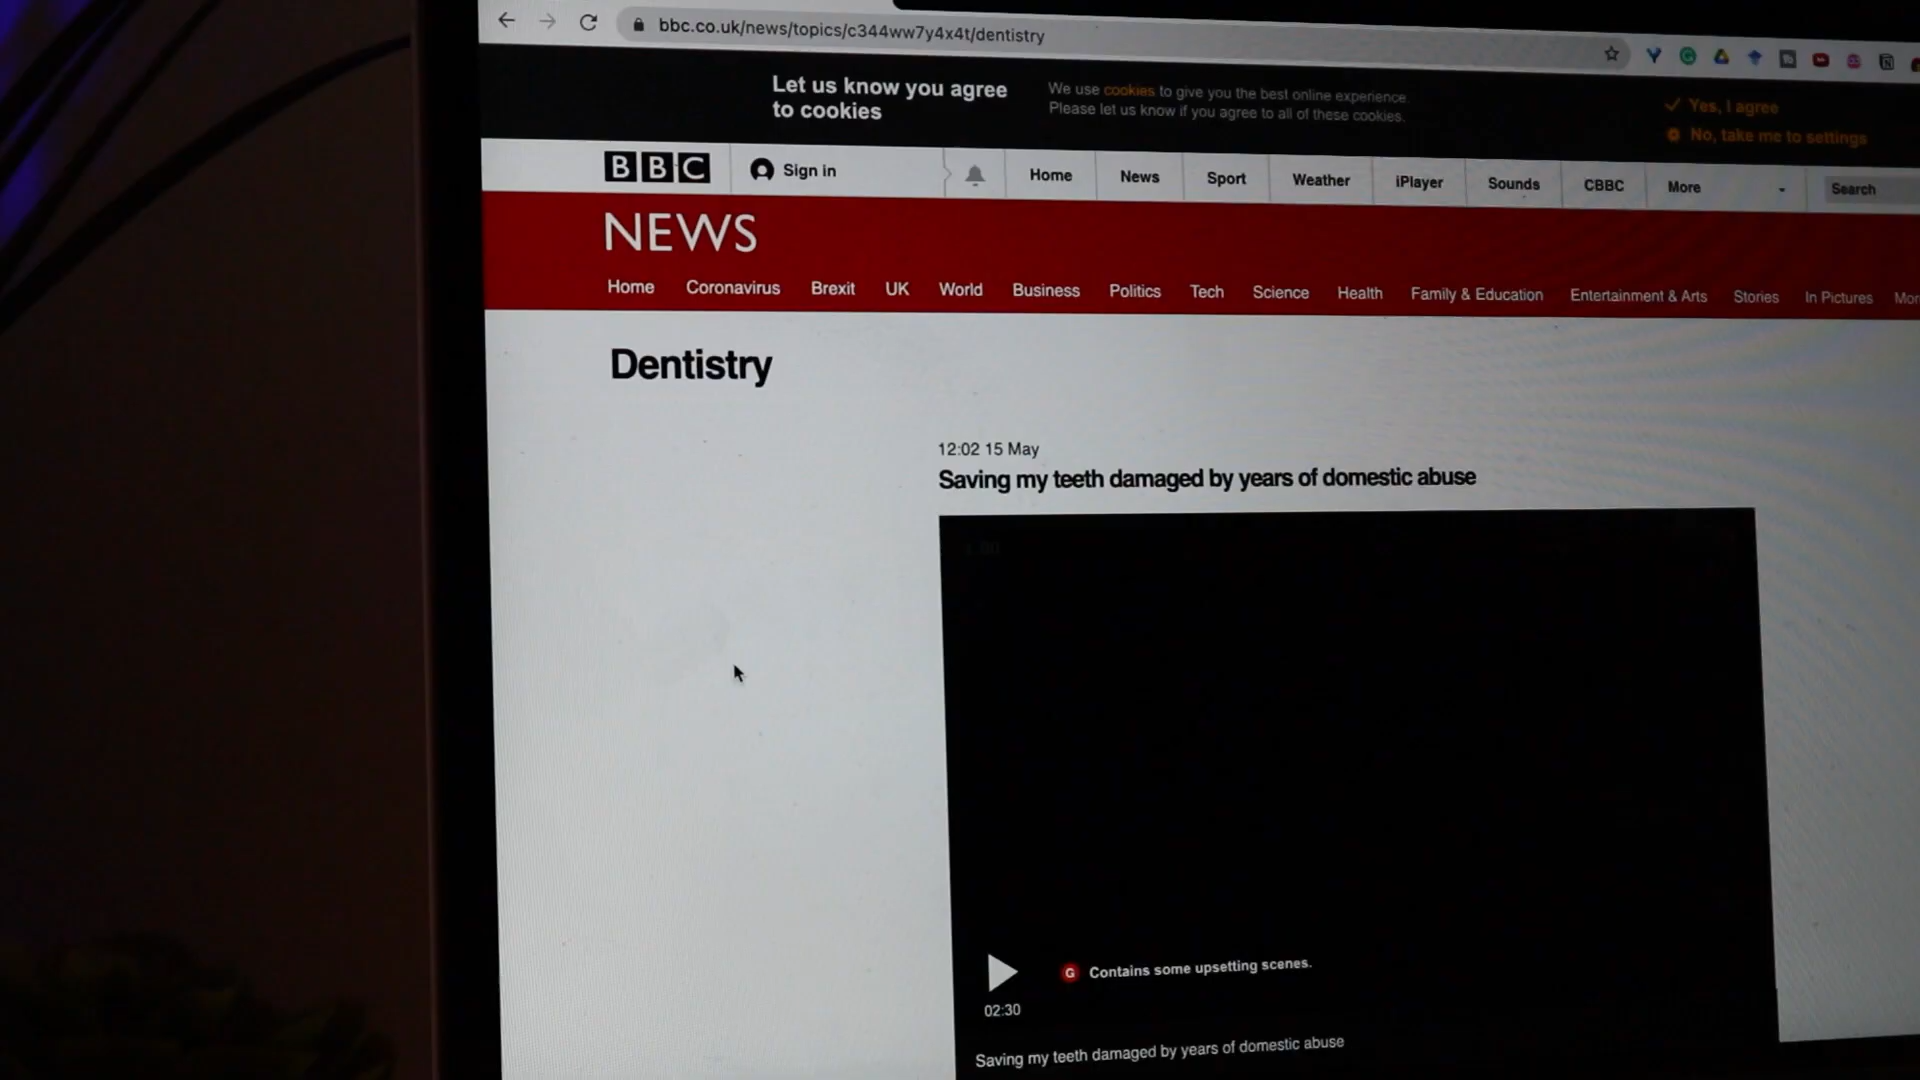 bbc.co.uk/news/topics/c344ww7y4x4t/dentistry
Let us know you agree
to cookies
We use cookies to give you the best online experience.
Please let us know if you agree to all of these cookies.
Yes, I agree
No, take me to settings
BBC Sign in Home News Sport Weather iPlayer Sounds CBBC More Search
NEWS
Home Coronavirus Brexit UK World Business Politics Tech Science Health Family & Education Entertainment & Arts Stories In Pictures
Dentistry
12:02 15 May
Saving my teeth damaged by years of domestic abuse
G Contains some upsetting scenes.
02:30
Saving my teeth damaged by years of domestic abuse